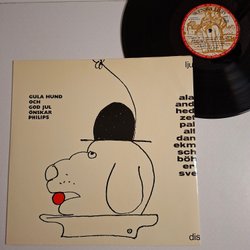 GULA HUND
OCH
GOD JUL
ÖNSKAR
PHILIPS
lju
ala
and
hed
zet
pal
all
dan
ekm
sch
böh
er
sve
dis